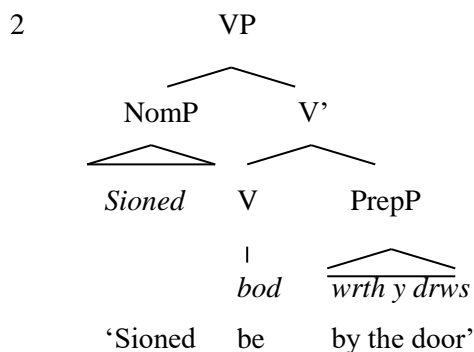 2 VP
NomP V’
Sioned V PrepP
bod wrth y drws
‘Sioned be by the door’